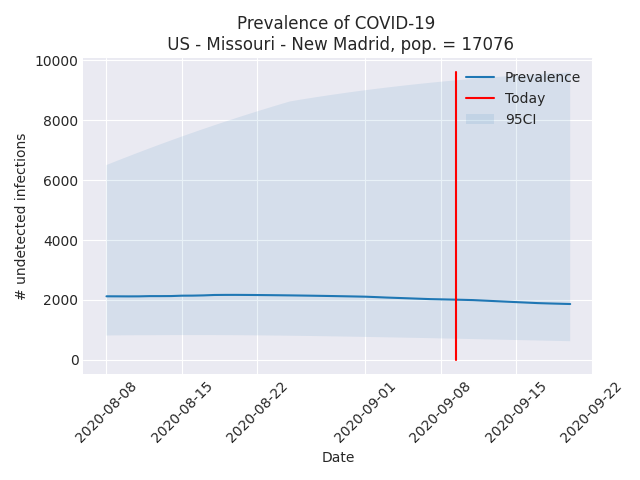 Prevalence of COVID-19
US - Missouri - New Madrid, pop. = 17076
10000
8000
6000
4000
2000
0
# undetected infections
Prevalence
Today
95CI
2020-08-08
2020-08-15
2020-08-22
2020-09-01
2020-09-08
2020-09-15
2020-09-22
Date